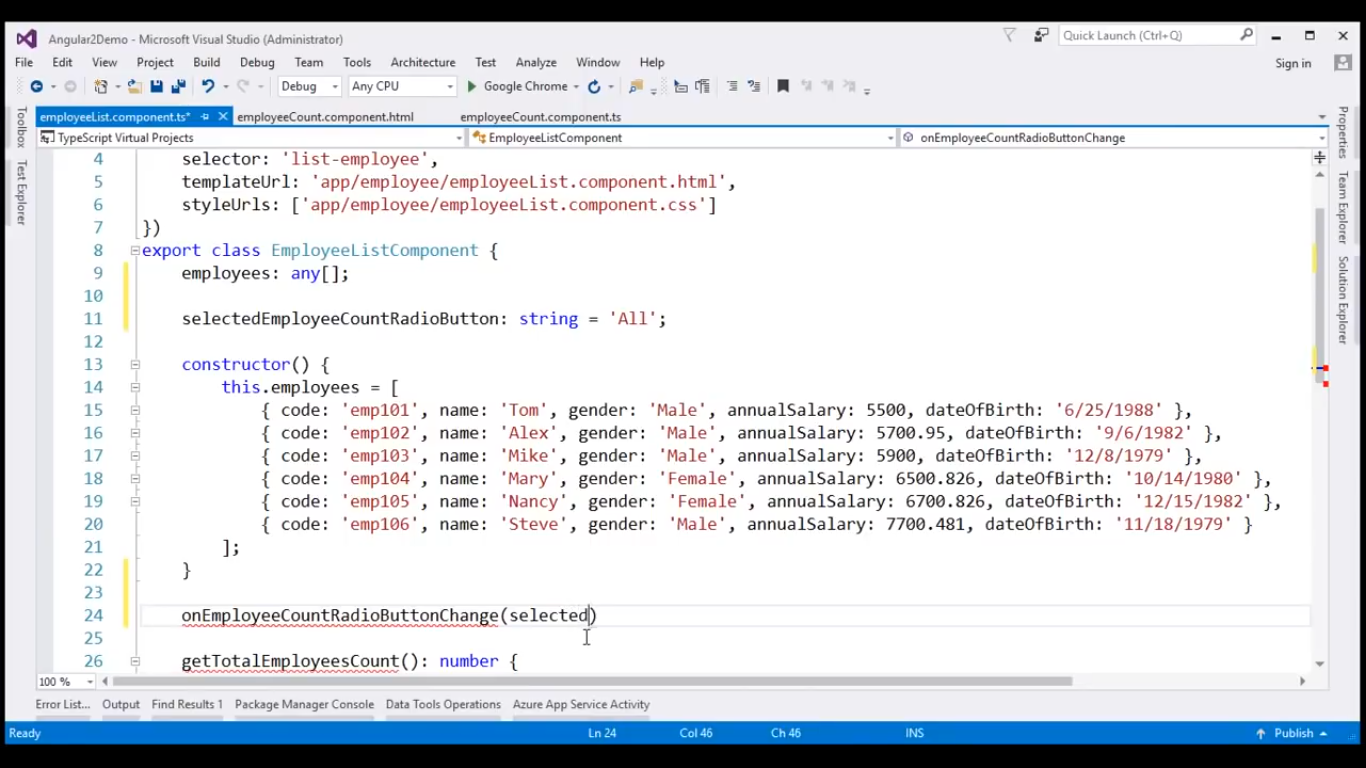 Angular2Demo - Microsoft Visual Studio (Administrator)
Quick Launch (Ctrl+Q)
File Edit View Project Build Debug Team Tools Architecture Test Analyze Window Help
Sign in
Debug Any CPU Google Chrome
employeeList.component.ts* employeeCount.component.html employeeCount.component.ts
TypeScript Virtual Projects EmployeeListComponent onEmployeeCountRadioButtonChange
Toolbox
Test Explorer
Properties
Team Explorer
Solution Explorer
4 selector: 'list-employee',
5 templateUrl: 'app/employee/employeeList.component.html',
6 styleUrls: ['app/employee/employeeList.component.css']
7 })
8 export class EmployeeListComponent {
9 employees: any[];
10
11 selectedEmployeeCountRadioButton: string = 'All';
12
13 constructor() {
14 this.employees = [
15 { code: 'emp101', name: 'Tom', gender: 'Male', annualSalary: 5500, dateOfBirth: '6/25/1988' },
16 { code: 'emp102', name: 'Alex', gender: 'Male', annualSalary: 5700.95, dateOfBirth: '9/6/1982' },
17 { code: 'emp103', name: 'Mike', gender: 'Male', annualSalary: 5900, dateOfBirth: '12/8/1979' },
18 { code: 'emp104', name: 'Mary', gender: 'Female', annualSalary: 6500.826, dateOfBirth: '10/14/1980' },
19 { code: 'emp105', name: 'Nancy', gender: 'Female', annualSalary: 6700.826, dateOfBirth: '12/15/1982' },
20 { code: 'emp106', name: 'Steve', gender: 'Male', annualSalary: 7700.481, dateOfBirth: '11/18/1979' }
21 ];
22 }
23
24 onEmployeeCountRadioButtonChange(selected)
25
26 getTotalEmployeesCount(): number {
100 %
Error List... Output Find Results 1 Package Manager Console Data Tools Operations Azure App Service Activity
Ready Ln 24 Col 46 Ch 46 INS Publish